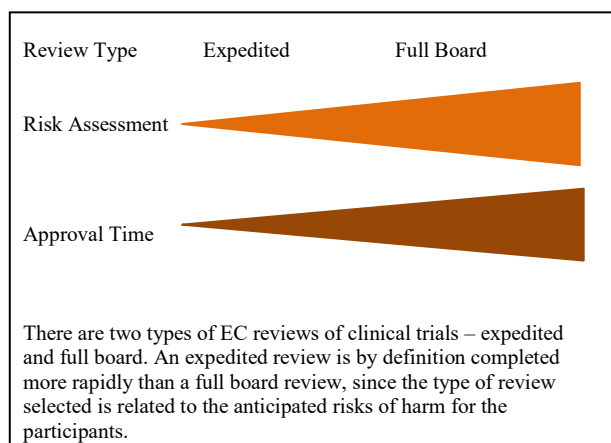 Review Type Expedited Full Board
Risk Assessment
Approval Time
There are two types of EC reviews of clinical trials – expedited
and full board. An expedited review is by definition completed
more rapidly than a full board review, since the type of review
selected is related to the anticipated risks of harm for the
participants.